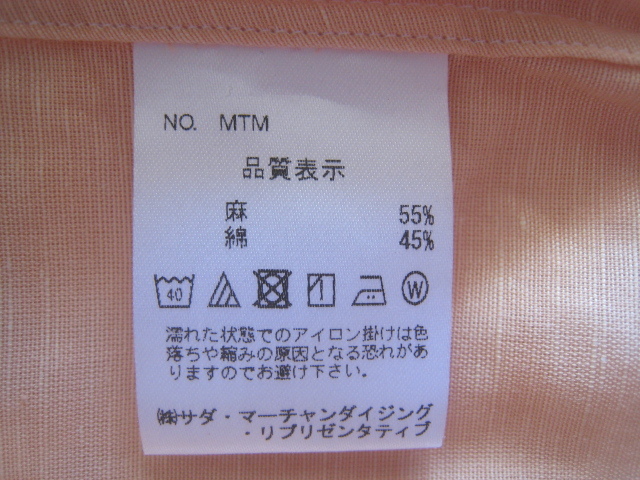 NO. MTM
品質表示
麻 55%
綿 45%
40 W
濡れた状態でのアイロン掛けは色
落ちや縮みの原因となる恐れがあ
りますのでお避け下さい。
㈱サダ・マーチャンダイジング
・リプリゼンタティブ